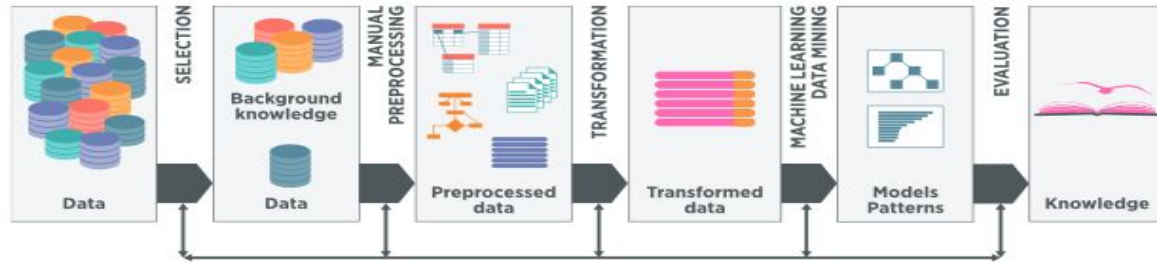 SELECTION
MANUAL
PREPROCESSING
TRANSFORMATION
MACHINE LEARNING
DATA MINING
EVALUATION
Background
knowledge
Data
Data
Preprocessed
data
Transformed
data
Models
Patterns
Knowledge